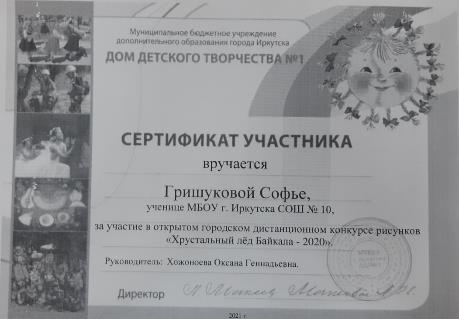 Муниципальное бюджетное учреждение
дополнительного образования города Иркутска
ДОМ ДЕТСКОГО ТВОРЧЕСТВА №1
СЕРТИФИКАТ УЧАСТНИКА
вручается
Гришуковой Софье,
ученице МБОУ г. Иркутска СОШ № 10,
за участие в открытом городском дистанционном конкурсе рисунков
«Хрустальный лёд Байкала - 2020».
Руководитель: Хожоноева Оксана Геннадьевна.
Директор
2021 г.